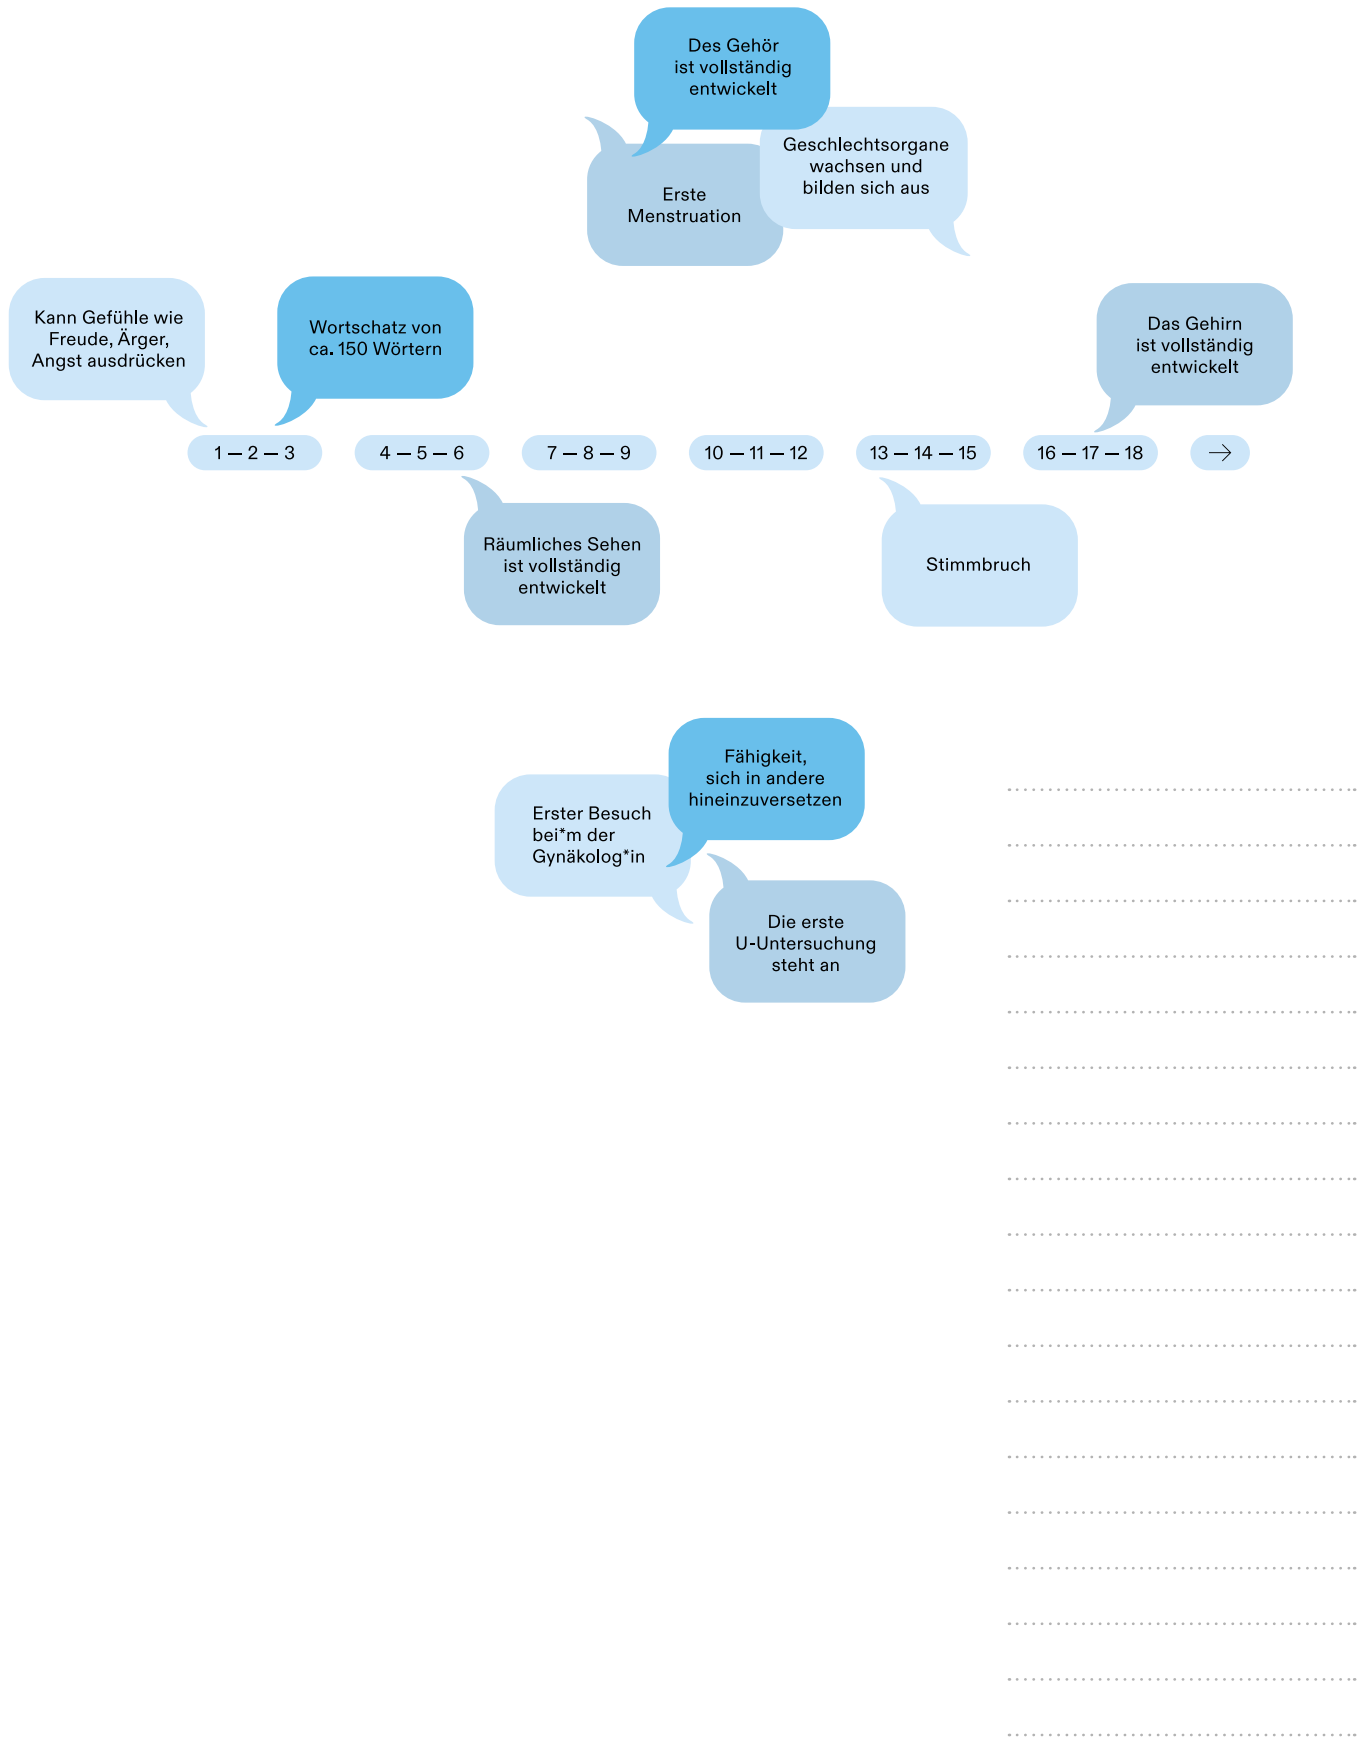 Des Gehör
ist vollständig
entwickelt
Geschlechtsorgane
wachsen und
bilden sich aus
Erste
Menstruation
Kann Gefühle wie
Freude, Ärger,
Angst ausdrücken
Wortschatz von
ca. 150 Wörtern
Das Gehirn
ist vollständig
entwickelt
1 — 2 — 3
4 — 5 — 6
7 — 8 — 9
10 — 11 — 12
13 — 14 — 15
16 — 17 — 18
→
Räumliches Sehen
ist vollständig
entwickelt
Stimmbruch
Fähigkeit,
sich in andere
hineinzuversetzen
Erster Besuch
bei*m der
Gynäkolog*in
Die erste
U-Untersuchung
steht an